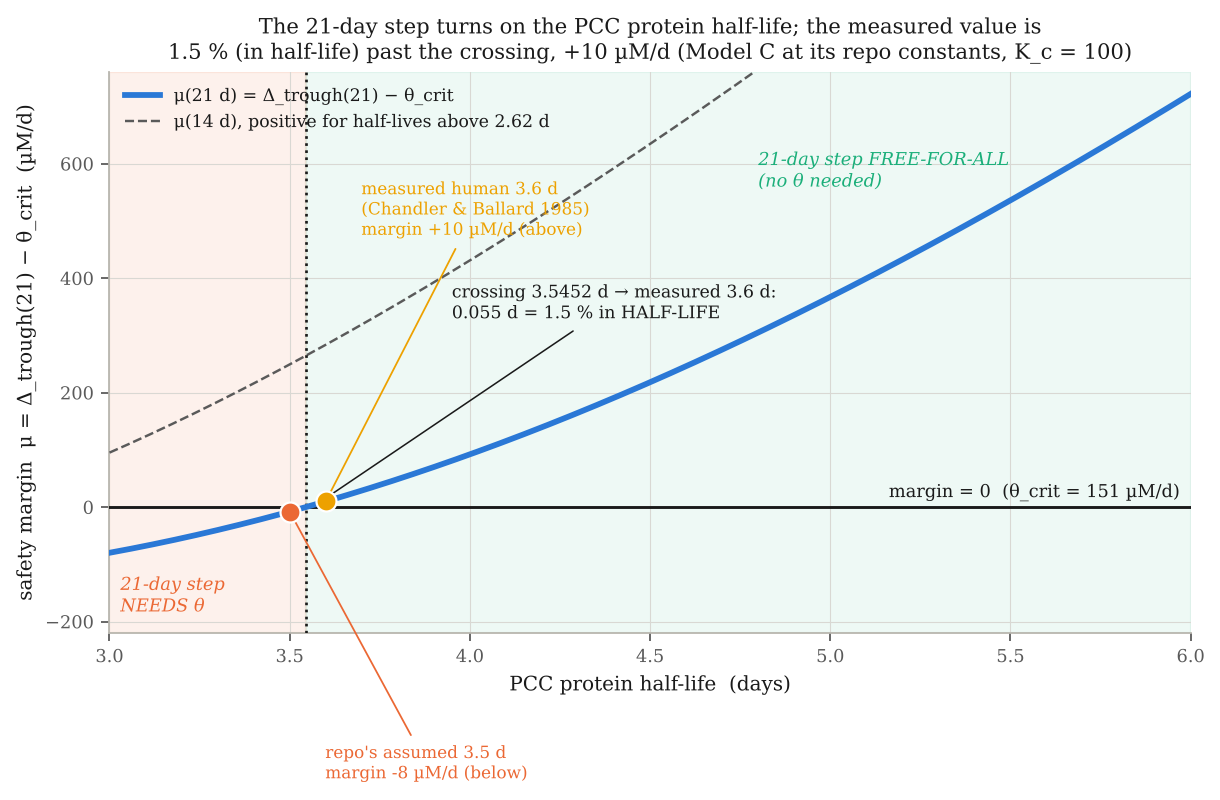 The 21-day step turns on the PCC protein half-life; the measured value is
1.5 % (in half-life) past the crossing, +10 µM/d (Model C at its repo constants, K_c = 100)
safety margin  µ = Δ_trough(21) − θ_crit  (µM/d)
µ(21 d) = Δ_trough(21) − θ_crit
µ(14 d), positive for half-lives above 2.62 d
600
400
200
0
−200
21-day step FREE-FOR-ALL
(no θ needed)
measured human 3.6 d
(Chandler & Ballard 1985)
margin +10 µM/d (above)
crossing 3.5452 d → measured 3.6 d:
0.055 d = 1.5 % in HALF-LIFE
margin = 0  (θ_crit = 151 µM/d)
21-day step
NEEDS θ
3.0 3.5 4.0 4.5 5.0 5.5 6.0
PCC protein half-life  (days)
repo's assumed 3.5 d
margin -8 µM/d (below)